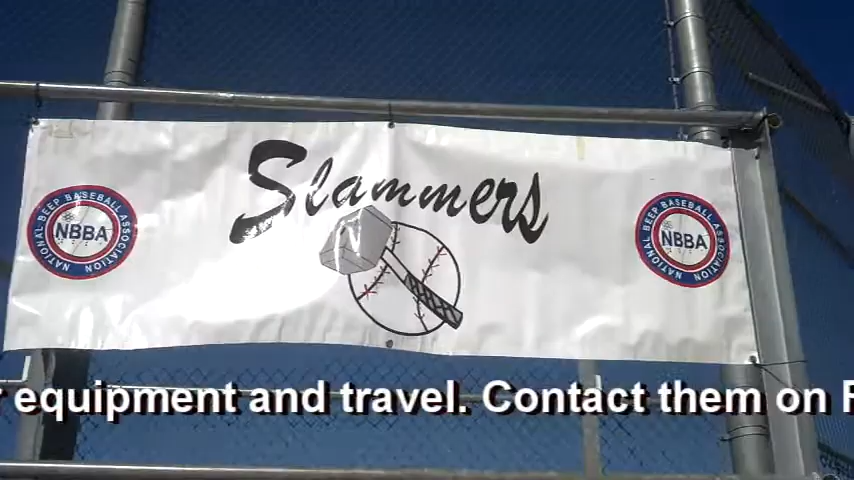 Slammers
NATIONAL BEEP BASEBALL ASSOCIATION
NBBA
NATIONAL BEEP BASEBALL ASSOCIATION
NBBA
equipment and travel. Contact them on